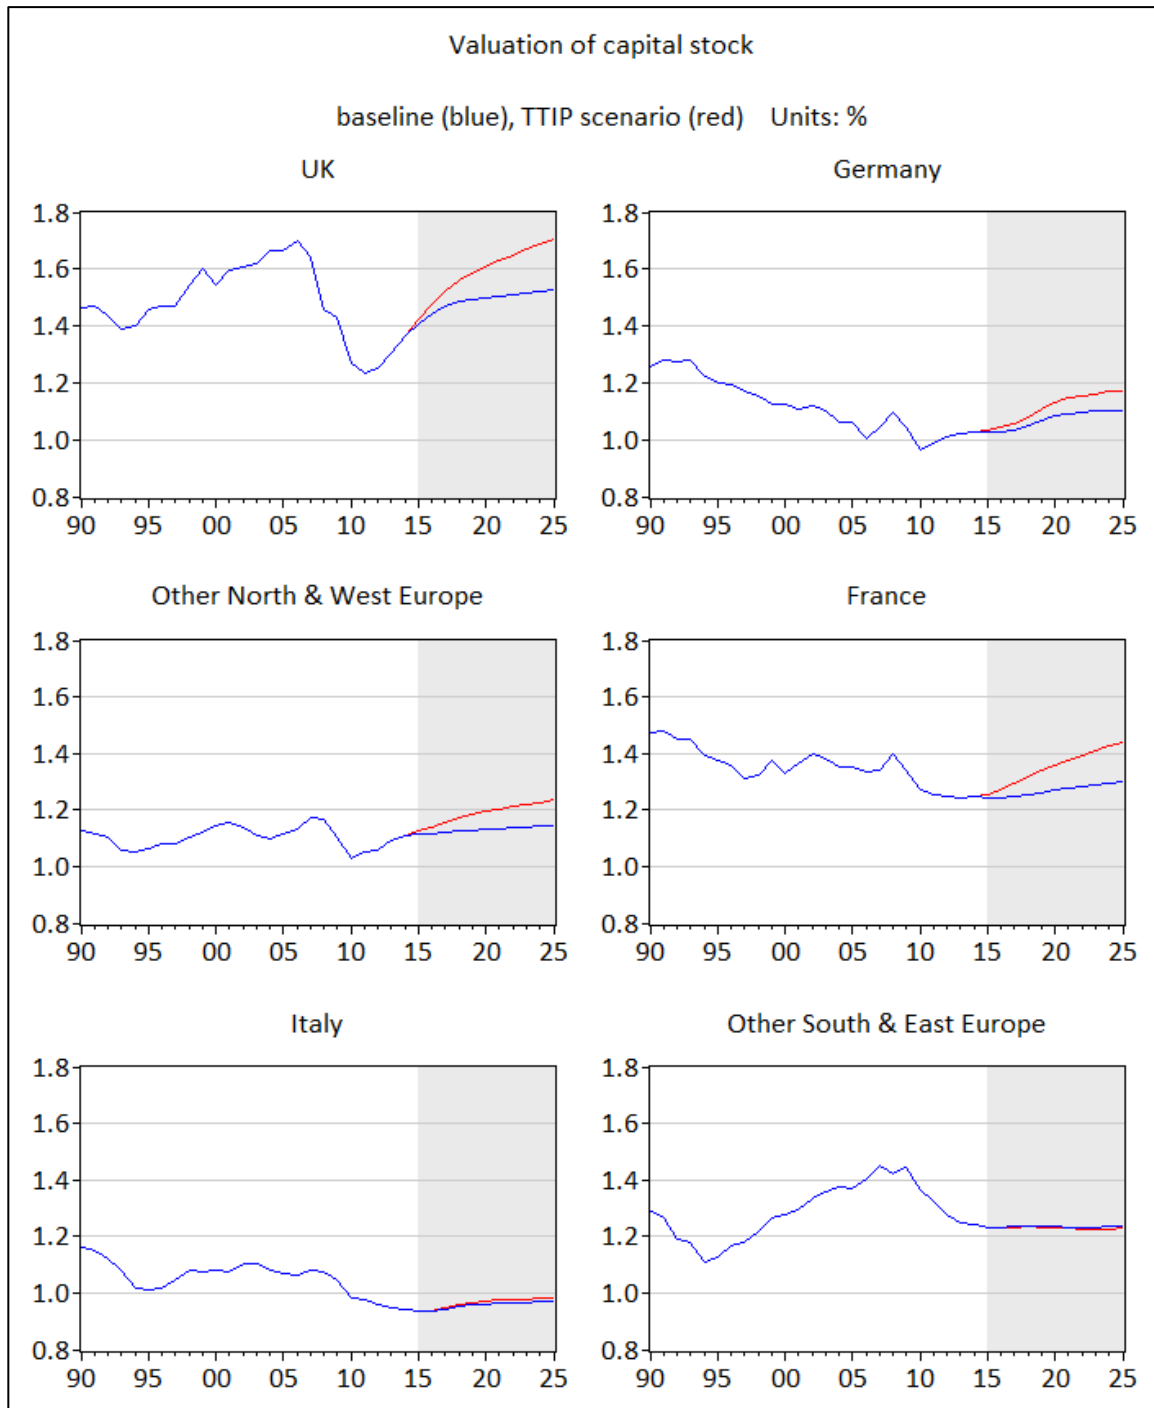 Valuation of capital stock
baseline (blue), TTIP scenario (red) Units: %
UK
1.8
1.6
1.4
1.2
1.0
0.8
90 95 00 05 10 15 20 25
Germany
1.8
1.6
1.4
1.2
1.0
0.8
90 95 00 05 10 15 20 25
Other North & West Europe
1.8
1.6
1.4
1.2
1.0
0.8
90 95 00 05 10 15 20 25
France
1.8
1.6
1.4
1.2
1.0
0.8
90 95 00 05 10 15 20 25
Italy
1.8
1.6
1.4
1.2
1.0
0.8
90 95 00 05 10 15 20 25
Other South & East Europe
1.8
1.6
1.4
1.2
1.0
0.8
90 95 00 05 10 15 20 25